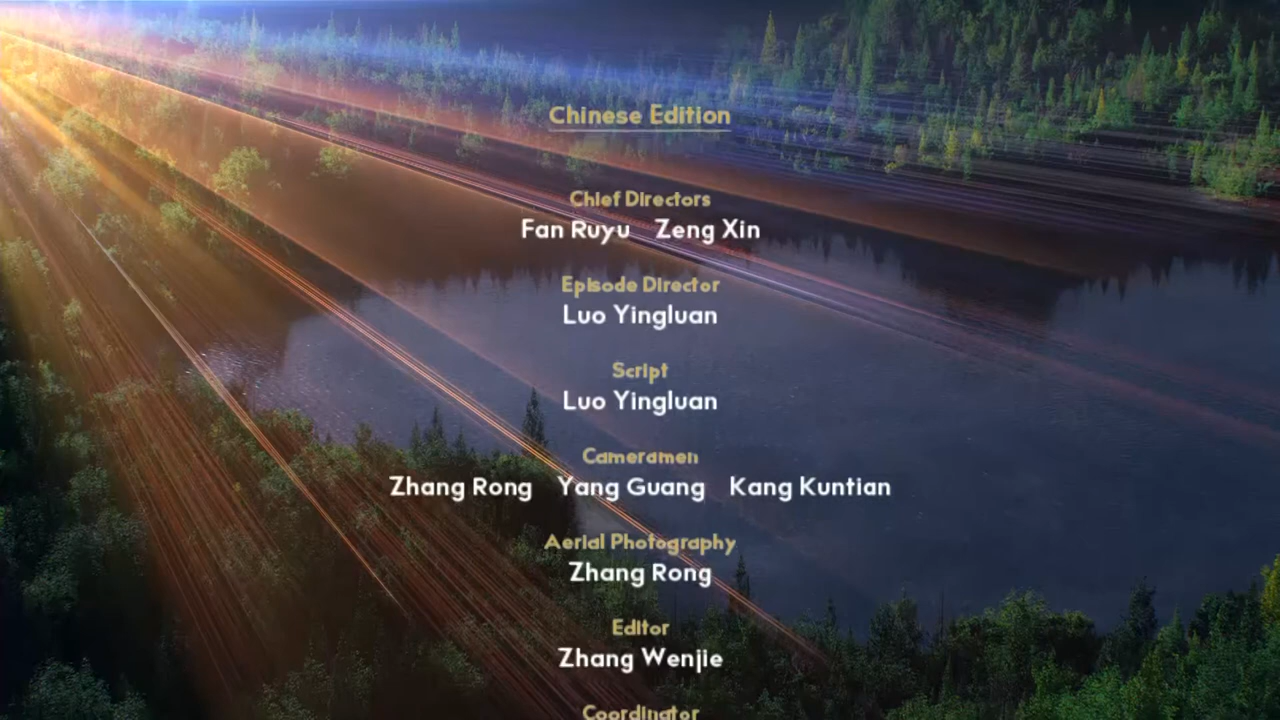 Chinese Edition
Chief Directors
Fan Ruyu Zeng Xin
Episode Director
Luo Yingluan
Script
Luo Yingluan
Cameramen
Zhang Rong Yang Guang Kang Kuntian
Aerial Photography
Zhang Rong
Editor
Zhang Wenjie
Coordinator